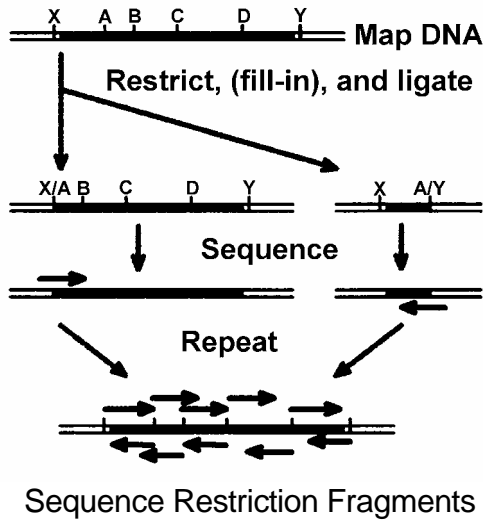 X A B C D Y
Map DNA
Restrict, (fill-in), and ligate
X/A B C D Y X A/Y
Sequence
Repeat
Sequence Restriction Fragments